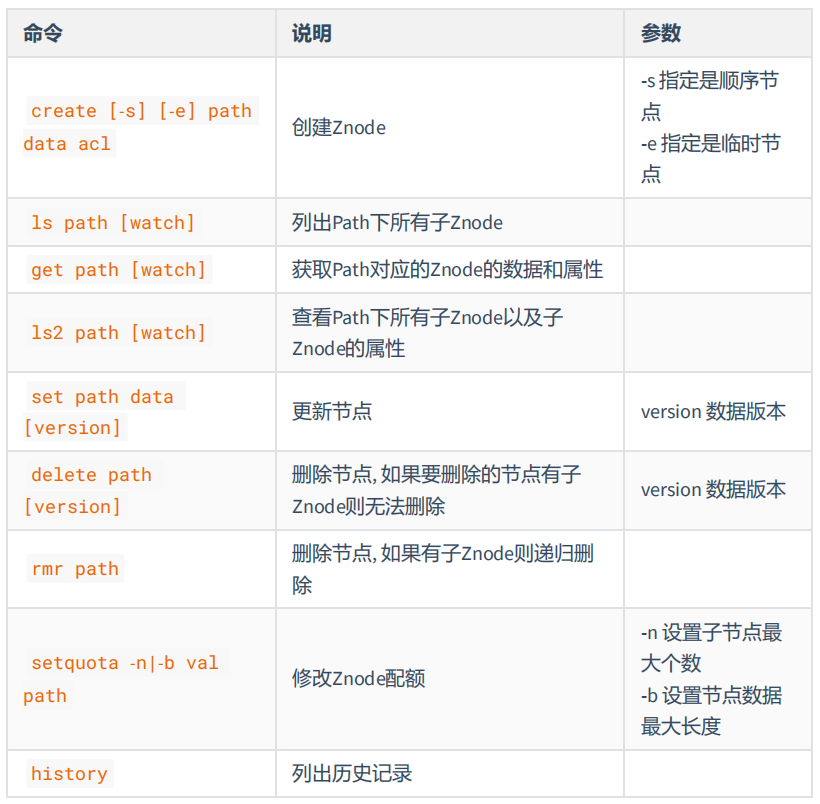 命令 说明 参数
create [-s] [-e] path
data acl
创建Znode
-s 指定是顺序节
点
-e 指定是临时节
点
ls path [watch] 列出Path下所有子Znode
get path [watch] 获取Path对应的Znode的数据和属性
ls2 path [watch]
查看Path下所有子Znode以及子
Znode的属性
set path data
[version]
更新节点
version 数据版本
delete path
[version]
删除节点, 如果要删除的节点有子
Znode则无法删除
version 数据版本
rmr path
删除节点, 如果有子Znode则递归删
除
setquota -n|-b val
path
修改Znode配额
-n 设置子节点最
大个数
-b 设置节点数据
最大长度
history 列出历史记录